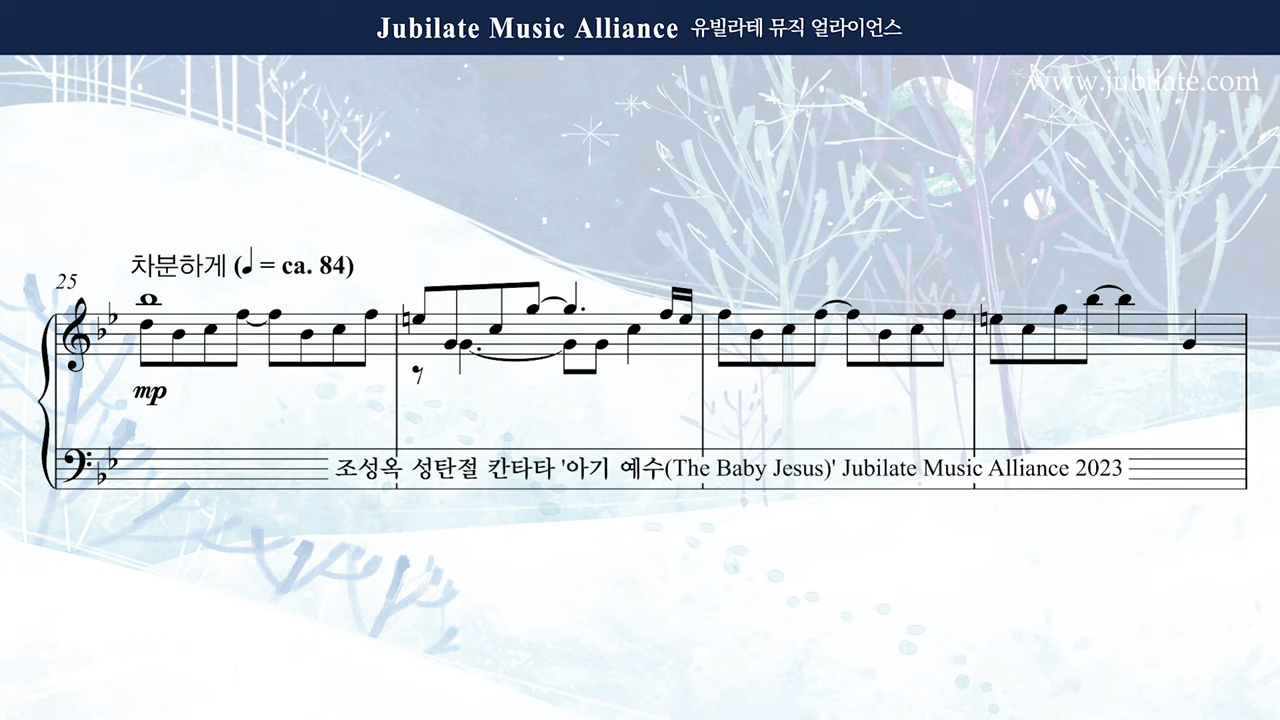 Jubilate Music Alliance 유빌라테 뮤직 얼라이언스
www.jubilate.com
차분하게 (♩ = ca. 84)
25
mp
조성옥 성탄절 칸타타 '아기 예수(The Baby Jesus)' Jubilate Music Alliance 2023